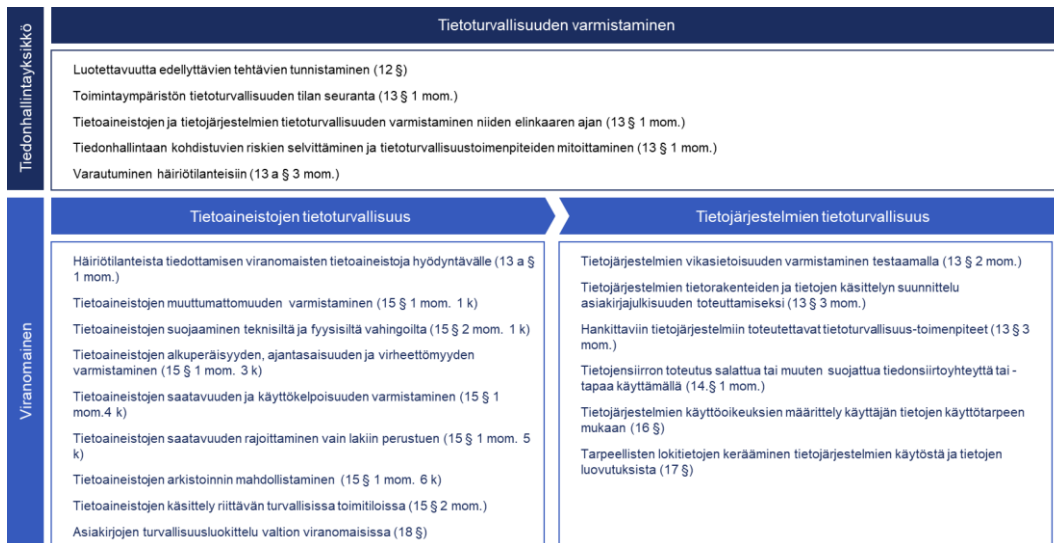 Tiedonhallintayksikkö
Tietoturvallisuuden varmistaminen
Luotettavuutta edellyttävien tehtävien tunnistaminen (12 §)
Toimintaympäristön tietoturvallisuuden tilan seuranta (13 § 1 mom.)
Tietoaineistojen ja tietojärjestelmien tietoturvallisuuden varmistaminen niiden elinkaaren ajan (13 § 1 mom.)
Tiedonhallintaan kohdistuvien riskien selvittäminen ja tietoturvallisuustoimenpiteiden mitoittaminen (13 § 1 mom.)
Varautuminen häiriötilanteisiin (13 a § 3 mom.)
Viranomainen
Tietoaineistojen tietoturvallisuus
Häiriötilanteista tiedottamisen viranomaisten tietoaineistoja hyödyntävälle (13 a §
1 mom.)
Tietoaineistojen muuttumattomuuden varmistaminen (15 § 1 mom. 1 k)
Tietoaineistojen suojaaminen teknisiltä ja fyysisiltä vahingoilta (15 § 2 mom. 1 k)
Tietoaineistojen alkuperäisyyden, ajantasaisuuden ja virheettömyyden
varmistaminen (15 § 1 mom. 3 k)
Tietoaineistojen saatavuuden ja käyttökelpoisuuden varmistaminen (15 § 1
mom.4 k)
Tietoaineistojen saatavuuden rajoittaminen vain lakiin perustuen (15 § 1 mom. 5
k)
Tietoaineistojen arkistoinnin mahdollistaminen (15 § 1 mom. 6 k)
Tietoaineistojen käsittely riittävän turvallisissa toimitiloissa (15 § 2 mom.)
Asiakirjojen turvallisuusluokittelu valtion viranomaisissa (18 §)
Tietojärjestelmien tietoturvallisuus
Tietojärjestelmien vikasietoisuuden varmistaminen testaamalla (13 § 2 mom.)
Tietojärjestelmien tietorakenteiden ja tietojen käsittelyn suunnittelu
asiakirjajulkisuuden toteuttamiseksi (13 § 3 mom.)
Hankittaviin tietojärjestelmiin toteutettavat tietoturvallisuus-toimenpiteet (13 § 3
mom.)
Tietojensiirron toteutus salattua tai muuten suojattua tiedonsiirtoyhteyttä tai -
tapaa käyttämällä (14.§ 1 mom.)
Tietojärjestelmien käyttöoikeuksien määrittely käyttäjän tietojen käyttötarpeen
mukaan (16 §)
Tarpeellisten lokitietojen kerääminen tietojärjestelmien käytöstä ja tietojen
luovutuksista (17 §)